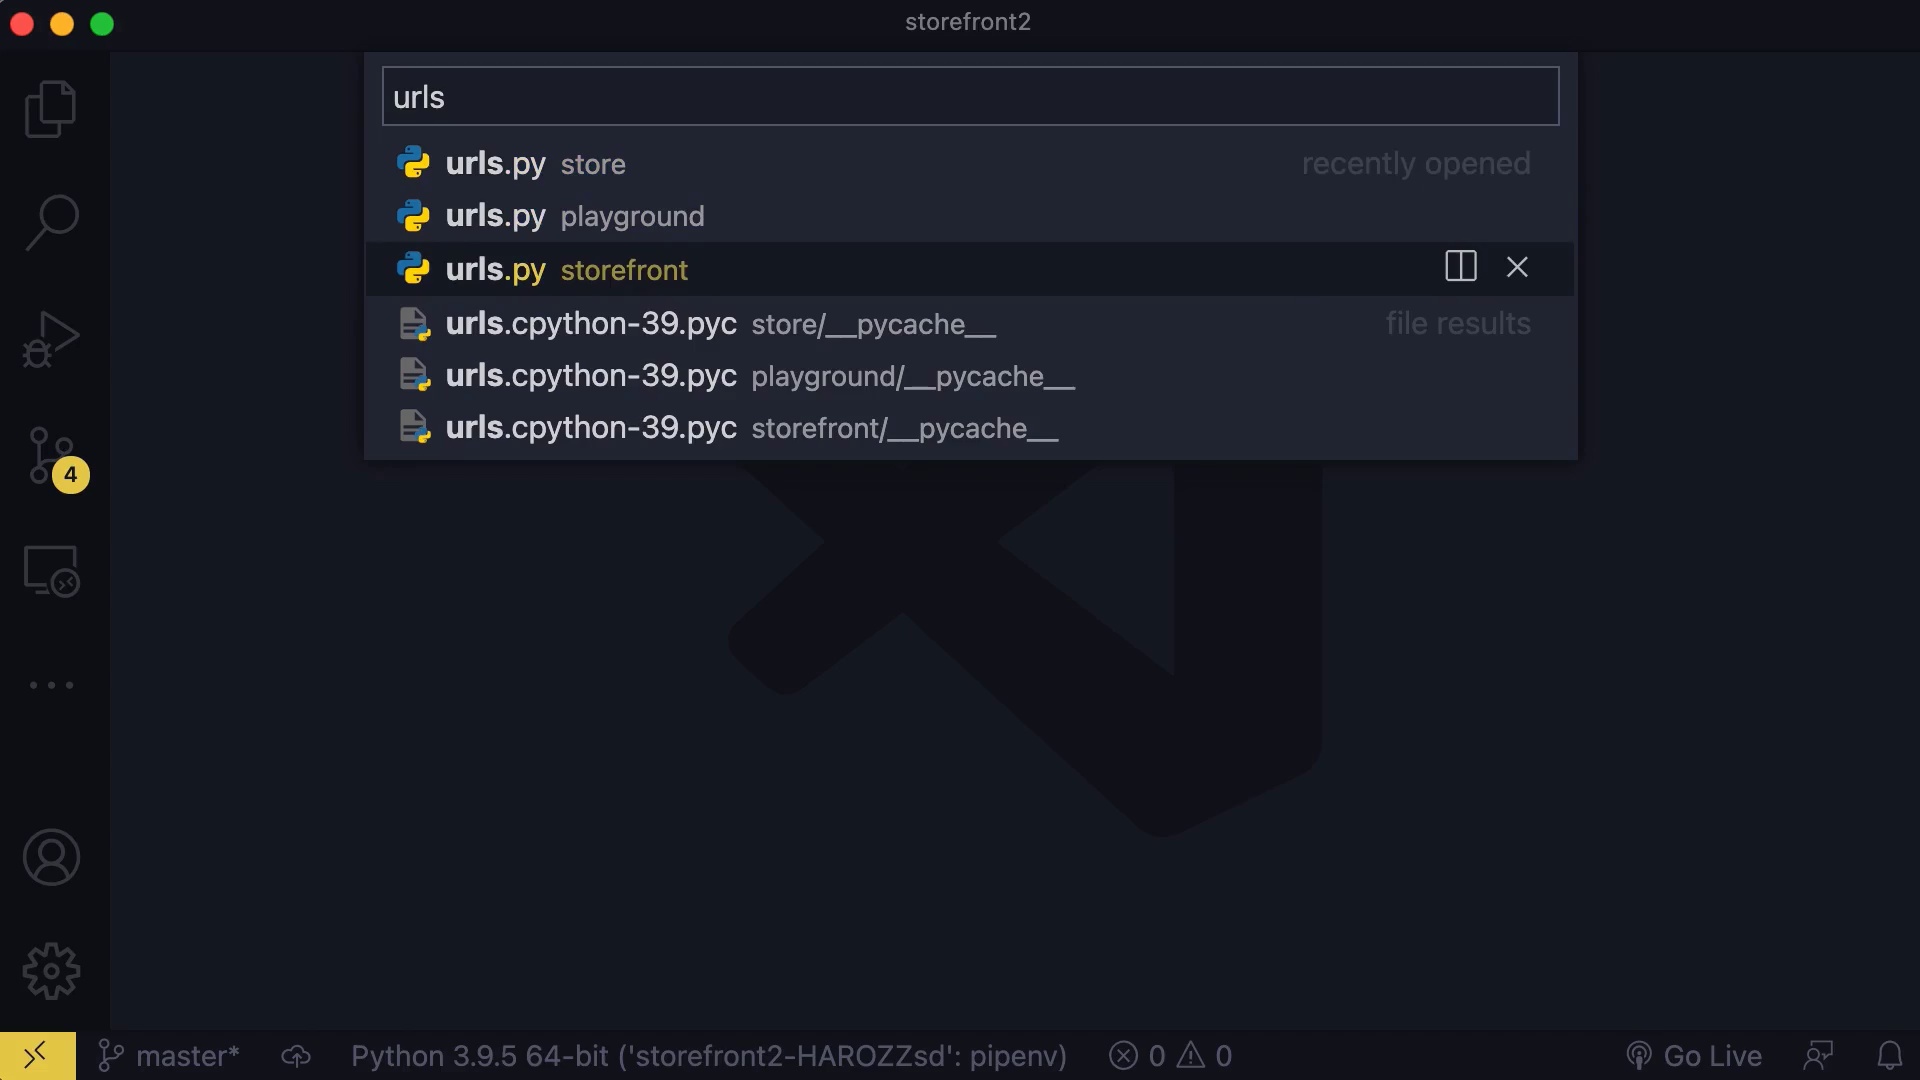 storefront2
urls
urls.py store recently opened
urls.py playground
urls.py storefront
urls.cpython-39.pyc store/__pycache__ file results
urls.cpython-39.pyc playground/__pycache__
urls.cpython-39.pyc storefront/__pycache__
4
master* Python 3.9.5 64-bit ('storefront2-HAROZZsd': pipenv) 0 0 Go Live